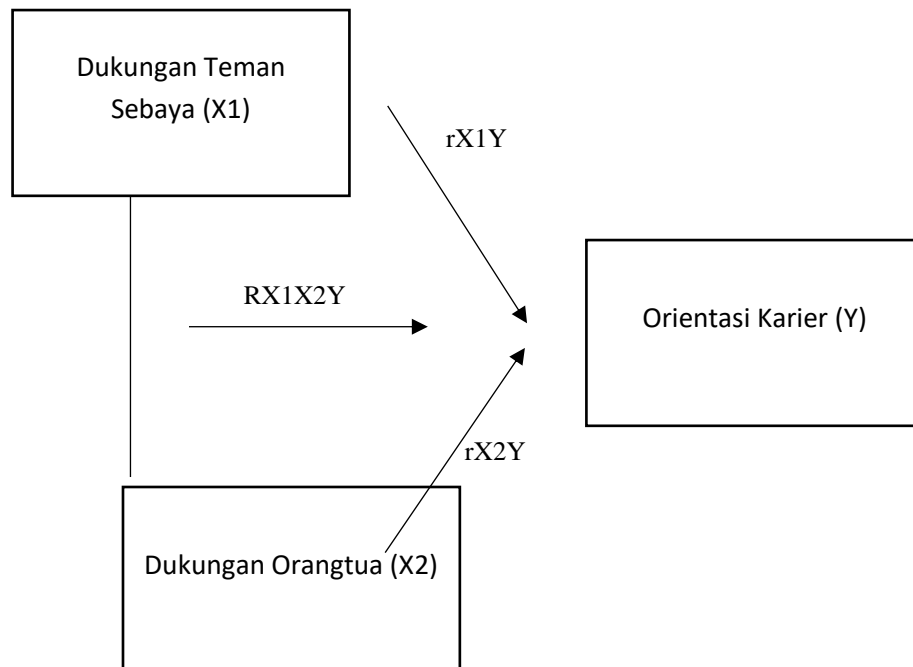 Dukungan Teman
Sebaya (X1)
rX1Y
RX1X2Y
Orientasi Karier (Y)
rX2Y
Dukungan Orangtua (X2)